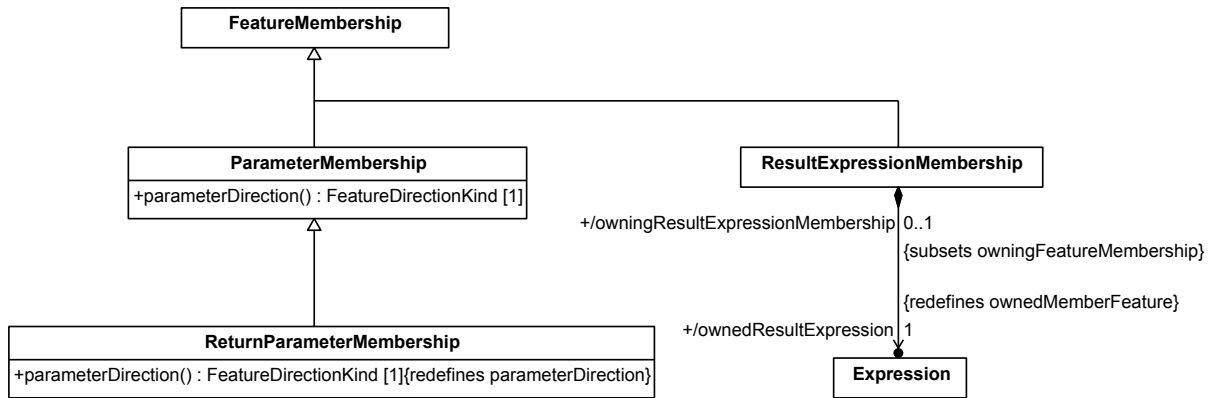 FeatureMembership
ParameterMembership
+parameterDirection() : FeatureDirectionKind [1]
ResultExpressionMembership
+/owningResultExpressionMembership 0..1
{subsets owningFeatureMembership}
{redefines ownedMemberFeature}
+/ownedResultExpression 1
ReturnParameterMembership
+parameterDirection() : FeatureDirectionKind [1]{redefines parameterDirection}
Expression